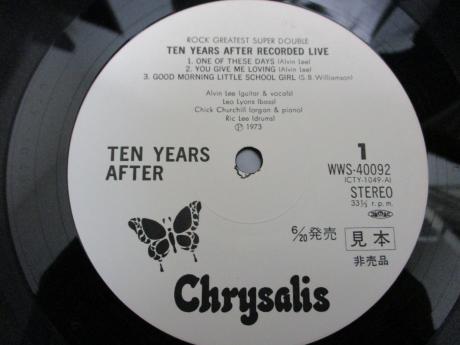 ROCK GREATEST SUPER DOUBLE
TEN YEARS AFTER RECORDED LIVE
1. ONE OF THESE DAYS (Alvin Lee)
2. YOU GIVE ME LOVING (Alvin Lee)
3. GOOD MORNING LITTLE SCHOOL GIRL (S.B. Williamson)
Alvin Lee (guitar & vocals)
Leo Lyons (bass)
Chick Churchill (organ & piano)
Ric Lee (drums)
Ⓟ 1973
TEN YEARS
AFTER
1
WWS-40092
(CTY-1049-A)
STEREO
33⅓ r.p.m.
6/20 発売
見本
非売品
Chrysalis